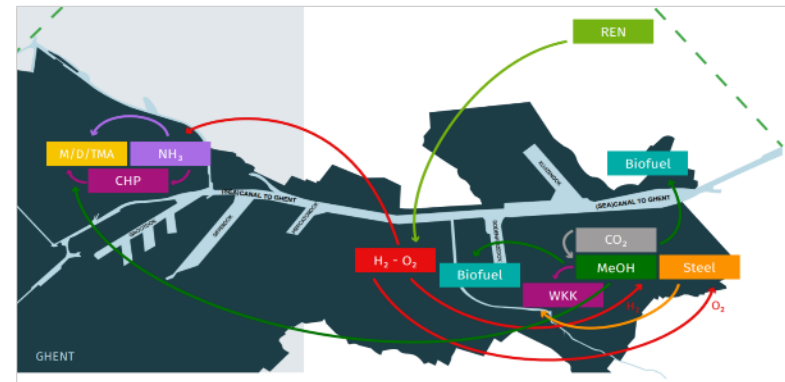 REN
M/D/TMA
NH₃
CHP
Biofuel
(SEA)CANAL TO GHENT
(SEA)CANAL TO GHENT
CO₂
H₂ - O₂
Biofuel
MeOH
Steel
WKK
H₂
O₂
GHENT